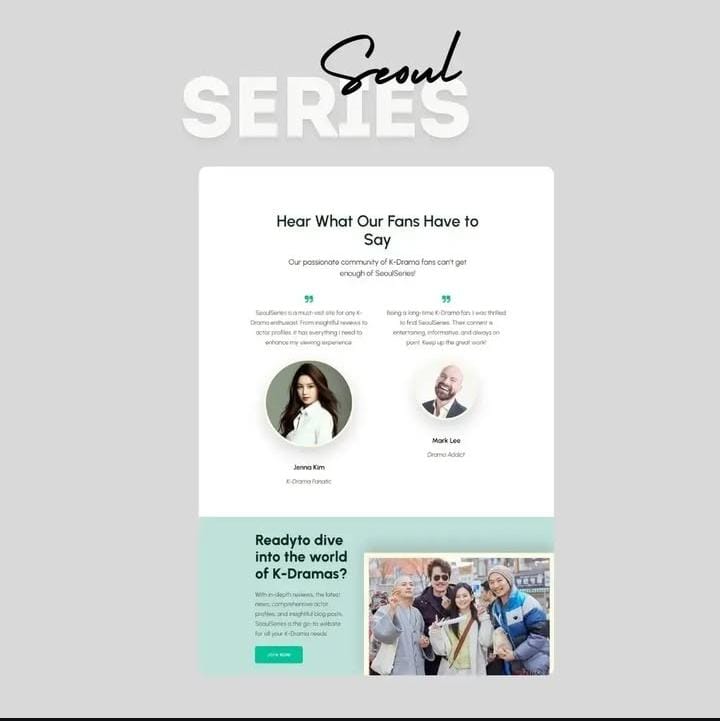 Seoul
SERIES
Hear What Our Fans Have to
Say
Our passionate community of K-Drama fans can't get
enough of SeoulSeries!
SeoulSeries is a must-visit site for any K-
Drama enthusiast. From insightful reviews to
actor profiles, it has everything I need to
enhance my viewing experience
Being a long-time K-Drama fan, I was thrilled
to find SeoulSeries. Their content is
entertaining, informative, and always on
point. Keep up the great work!
Jenna Kim
K-Drama Fanatic
Mark Lee
Drama Addict
Readyto dive
into the world
of K-Dramas?
With in-depth reviews, the latest
news, comprehensive actor
profiles, and insightful blog posts,
SeoulSeries is the go-to website
for all your K-Drama needs
JOIN NOW